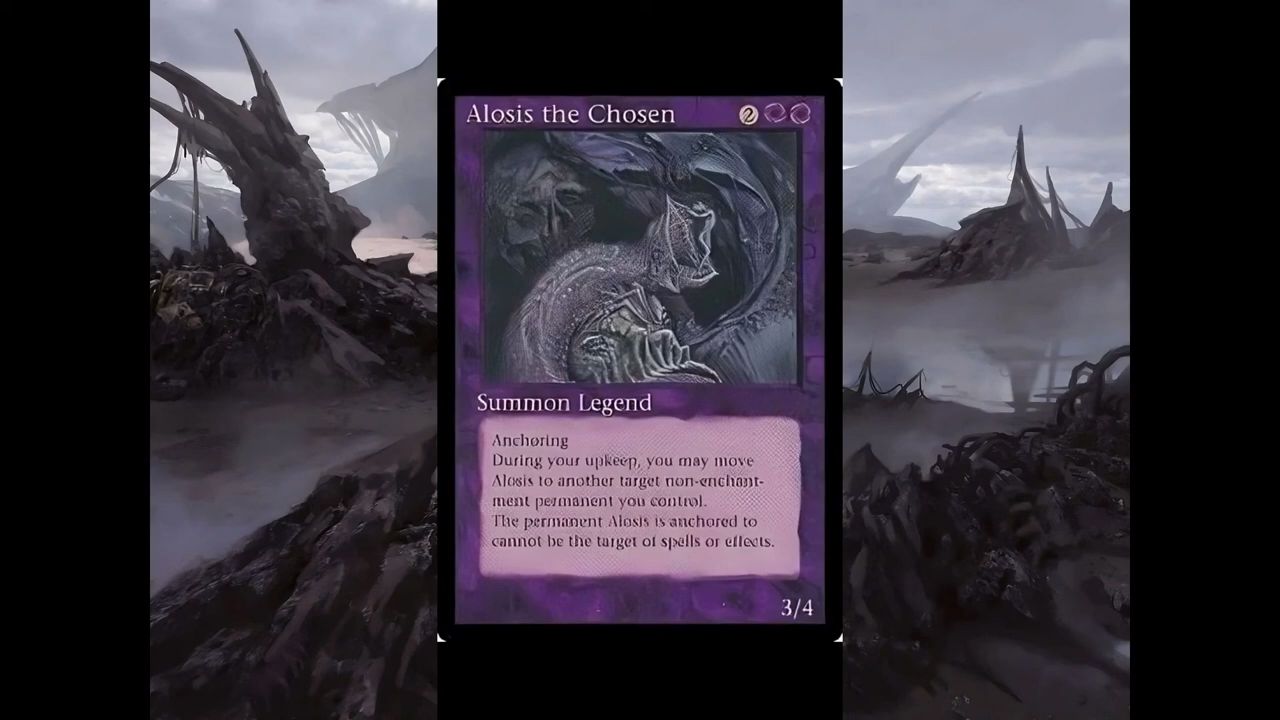 Alosis the Chosen 2
Summon Legend
Anchoring
During your upkeep, you may move
Alosis to another target non-enchant-
ment permanent you control.
The permanent Alosis is anchored to
cannot be the target of spells or effects.
3/4